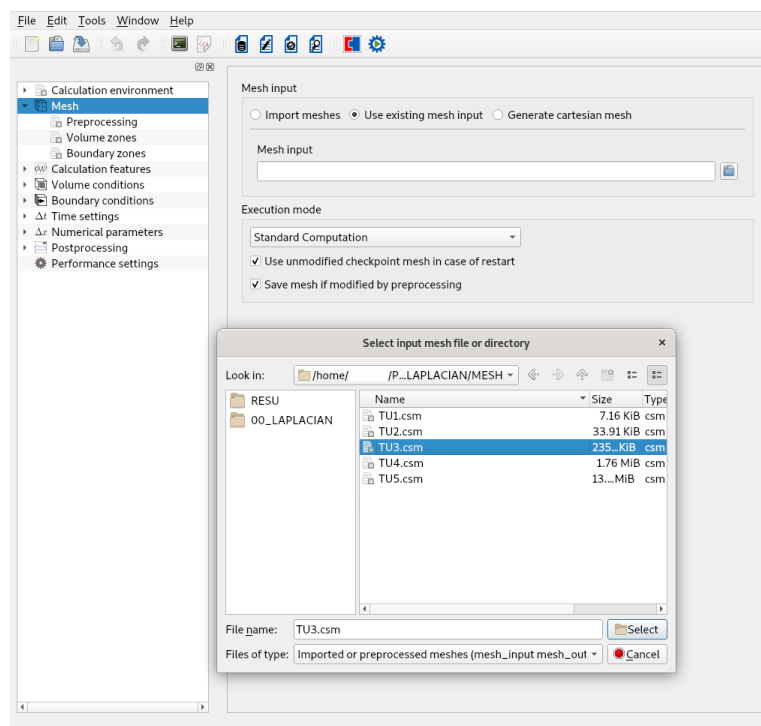 File Edit Tools Window Help
Calculation environment
Mesh
Preprocessing
Volume zones
Boundary zones
Calculation features
Volume conditions
Boundary conditions
Δt Time settings
Δx Numerical parameters
Postprocessing
Performance settings
Mesh input
Import meshes Use existing mesh input Generate cartesian mesh
Mesh input
Execution mode
Standard Computation
Use unmodified checkpoint mesh in case of restart
Save mesh if modified by preprocessing
Select input mesh file or directory
Look in: /home/ /P...LAPLACIAN/MESH
RESU
00_LAPLACIAN
Name Size Type
TU1.csm 7.16 KiB csm
TU2.csm 33.91 KiB csm
TU3.csm 235...KiB csm
TU4.csm 1.76 MiB csm
TU5.csm 13....MiB csm
File name: TU3.csm Select
Files of type: Imported or preprocessed meshes (mesh_input mesh_out Cancel